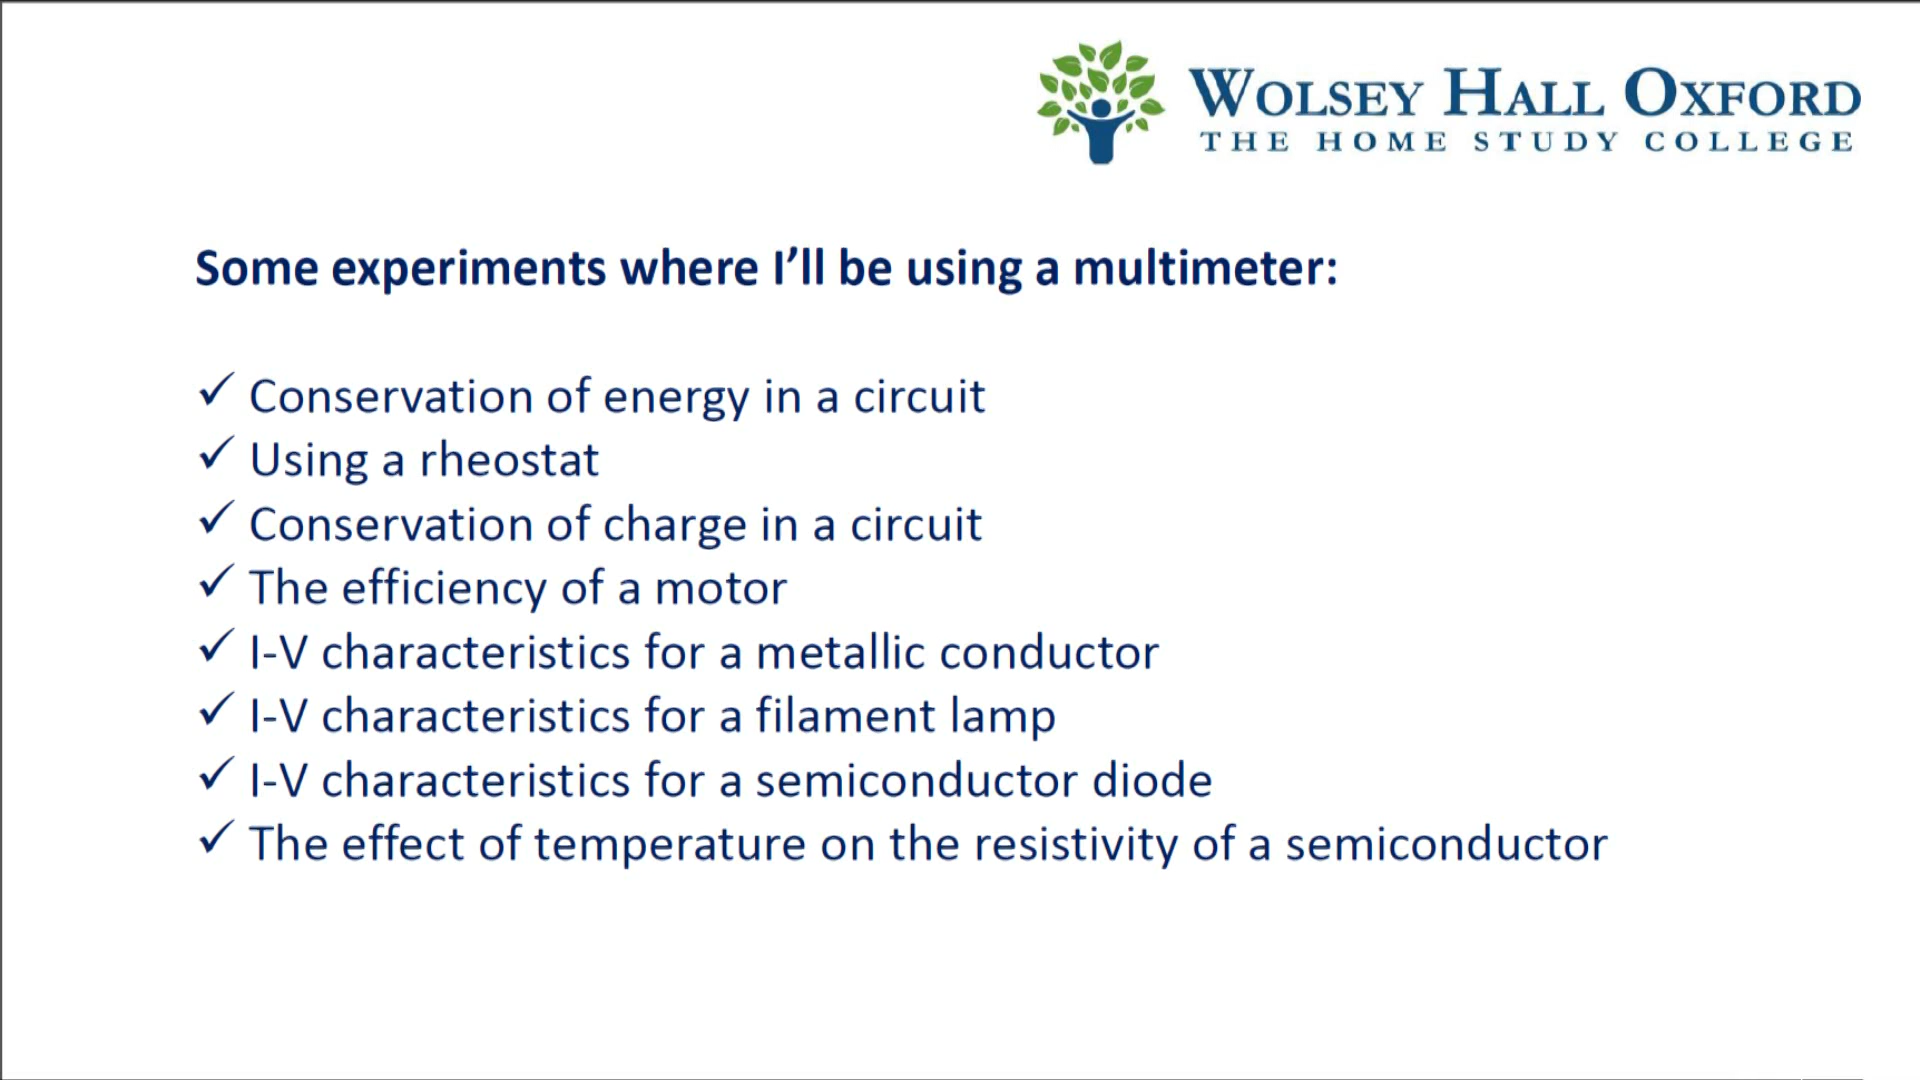 WOLSEY HALL OXFORD
THE HOME STUDY COLLEGE
Some experiments where I’ll be using a multimeter:
✓ Conservation of energy in a circuit
✓ Using a rheostat
✓ Conservation of charge in a circuit
✓ The efficiency of a motor
✓ I-V characteristics for a metallic conductor
✓ I-V characteristics for a filament lamp
✓ I-V characteristics for a semiconductor diode
✓ The effect of temperature on the resistivity of a semiconductor